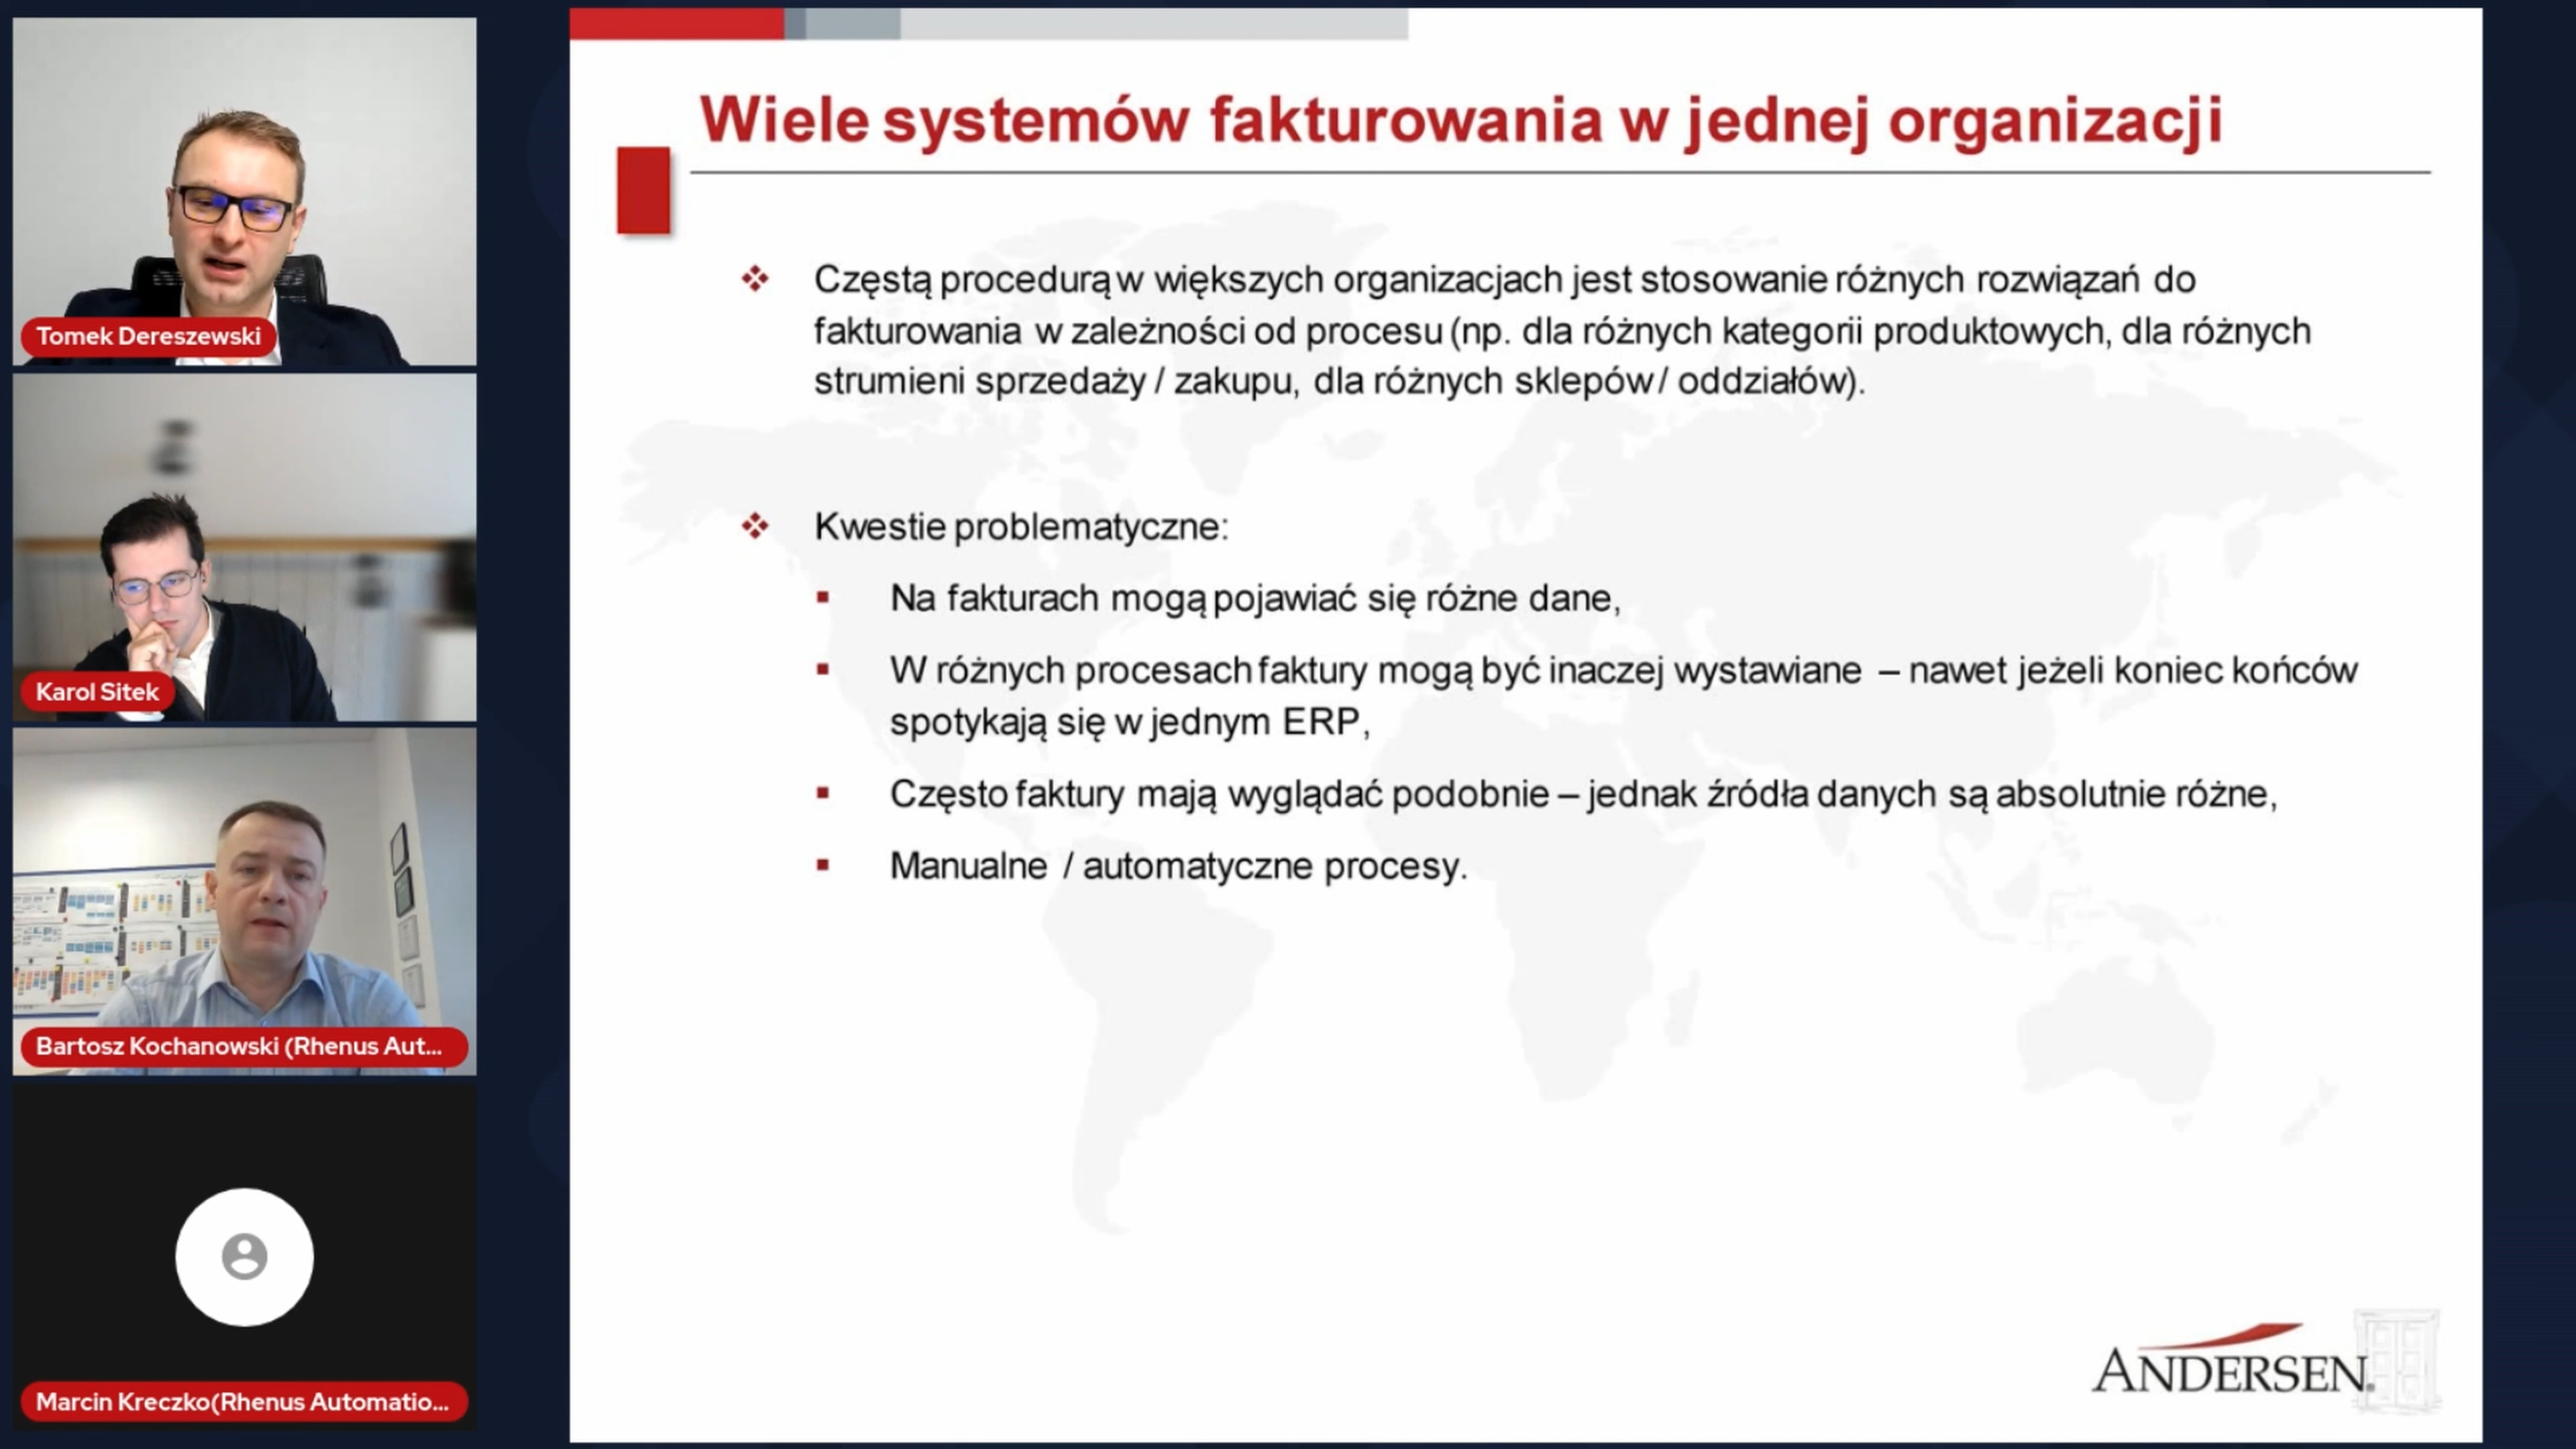 Tomek Dereszewski
Karol Sitek
Bartosz Kochanowski (Rhenus Aut...
Marcin Kreczko(Rhenus Automatio...
Wiele systemów fakturowania w jednej organizacji
Częstą procedurą w większych organizacjach jest stosowanie różnych rozwiązań do
fakturowania w zależności od procesu (np. dla różnych kategorii produktowych, dla różnych
strumieni sprzedaży / zakupu, dla różnych sklepów / oddziałów).
Kwestie problematyczne:
Na fakturach mogą pojawiać się różne dane,
W różnych procesach faktury mogą być inaczej wystawiane – nawet jeżeli koniec końców
spotykają się w jednym ERP,
Często faktury mają wyglądać podobnie – jednak źródła danych są absolutnie różne,
Manualne / automatyczne procesy.
ANDERSEN.